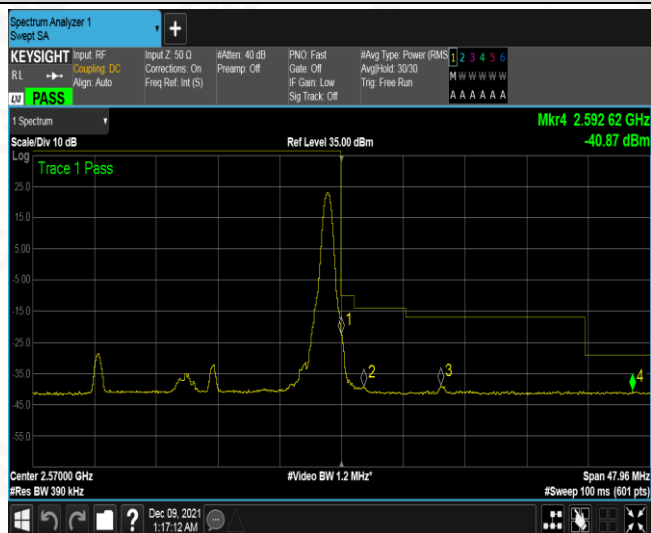 Spectrum Analyzer 1
Swept SA
KEYSIGHT
RL
PASS
Input: RF
Coupling: DC
Align: Auto
Input Z: 50 Ω
Corrections: On
Freq Ref: Int (S)
#Atten: 40 dB
Preamp: Off
PNO: Fast
Gate: Off
IF Gain: Low
Sig Track: Off
#Avg Type: Power (RMS
Avg|Hold: 30/30
Trig: Free Run
1 2 3 4 5 6
M W W W W W
A A A A A A
1 Spectrum
Scale/Div 10 dB
Ref Level 35.00 dBm
Mkr4 2.592 62 GHz
-40.87 dBm
Log
Trace 1 Pass
25.0
15.0
5.00
-5.00
-15.0
-25.0
-35.0
-45.0
-55.0
1
2
3
4
Center 2.57000 GHz
#Res BW 390 kHz
#Video BW 1.2 MHz*
Span 47.96 MHz
#Sweep 100 ms (601 pts)
?
Dec 09, 2021
1:17:12 AM